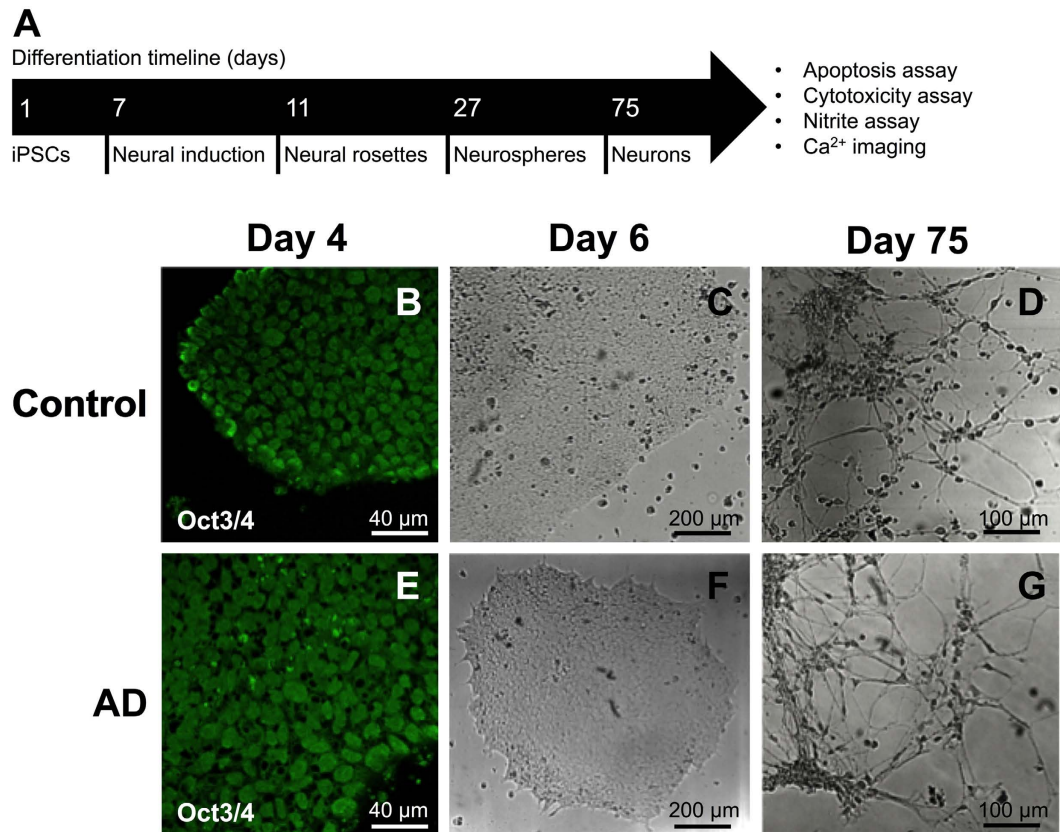 A
Differentiation timeline (days)
1 7 11 27 75
iPSCs Neural induction Neural rosettes Neurospheres Neurons
• Apoptosis assay
• Cytotoxicity assay
• Nitrite assay
• Ca²⁺ imaging
Day 4 Day 6 Day 75
Control
B
Oct3/4 40 µm
C
200 µm
D
100 µm
AD
E
Oct3/4 40 µm
F
200 µm
G
100 µm